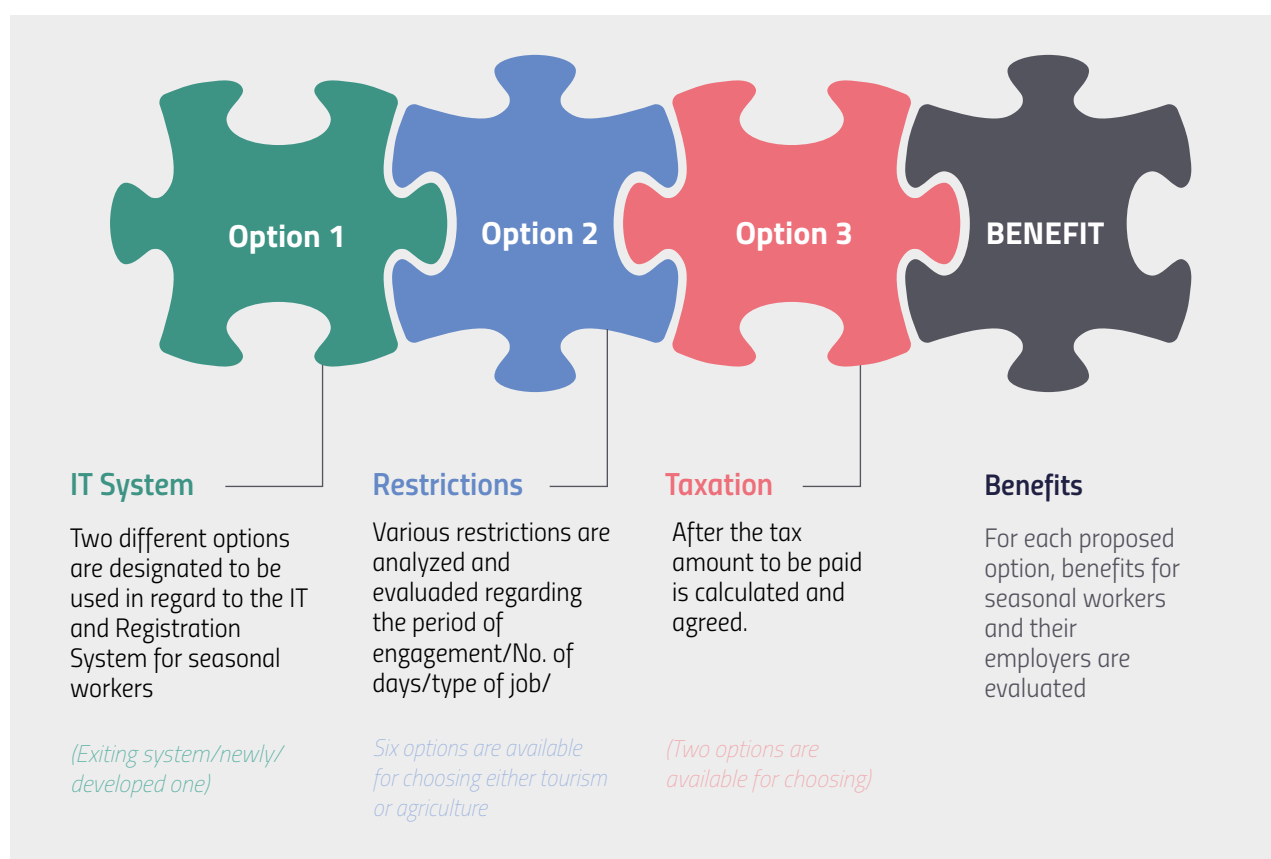 Option 1
Option 2
Option 3
BENEFIT
IT System
Two different options
are designated to be
used in regard to the IT
and Registration
System for seasonal
workers
(Exiting system/newly/
developed one)
Restrictions
Various restrictions are
analyzed and
evaluaded regarding
the period of
engagement/No. of
days/type of job/
Six options are available
for choosing either tourism
or agriculture
Taxation
After the tax
amount to be paid
is calculated and
agreed.
(Two options are
available for choosing)
Benefits
For each proposed
option, benefits for
seasonal workers
and their
employers are
evaluated